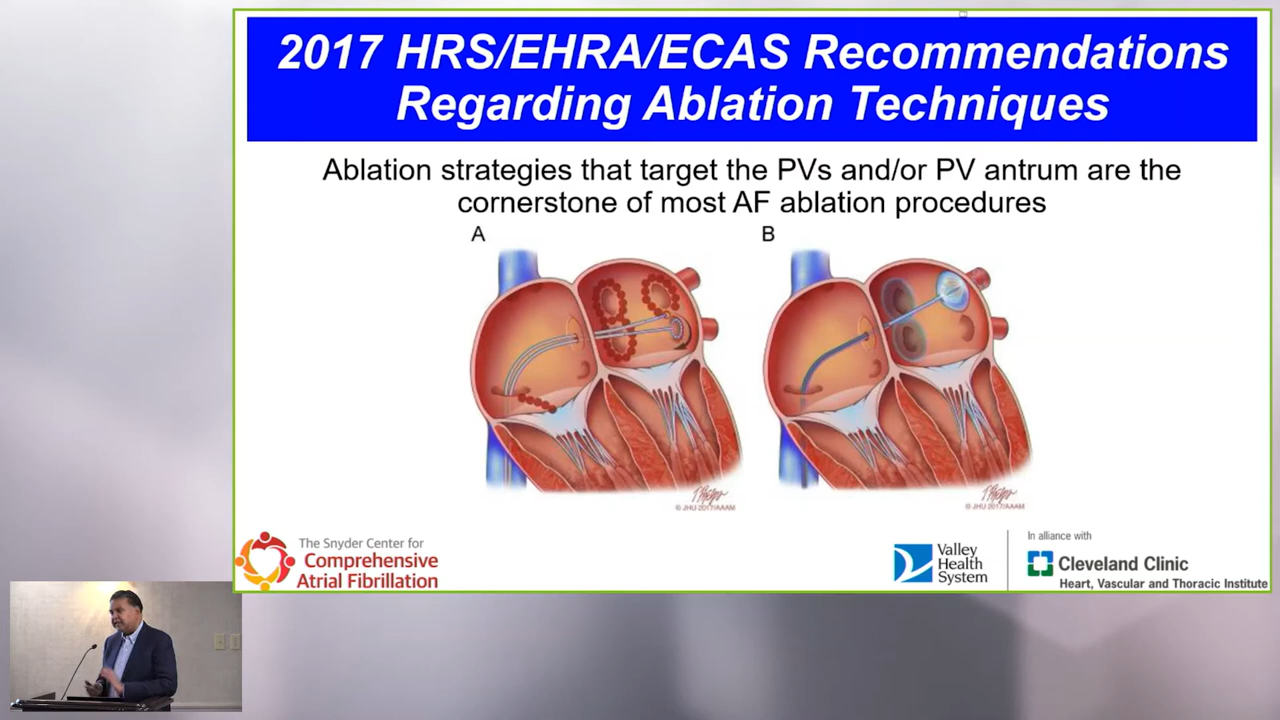 2017 HRS/EHRA/ECAS Recommendations
Regarding Ablation Techniques
Ablation strategies that target the PVs and/or PV antrum are the
cornerstone of most AF ablation procedures
A
B
© JHU 2017/AAAM
© JHU 2017/AAAM
The Snyder Center for
Comprehensive
Atrial Fibrillation
Valley
Health
System
In alliance with
Cleveland Clinic
Heart, Vascular and Thoracic Institute